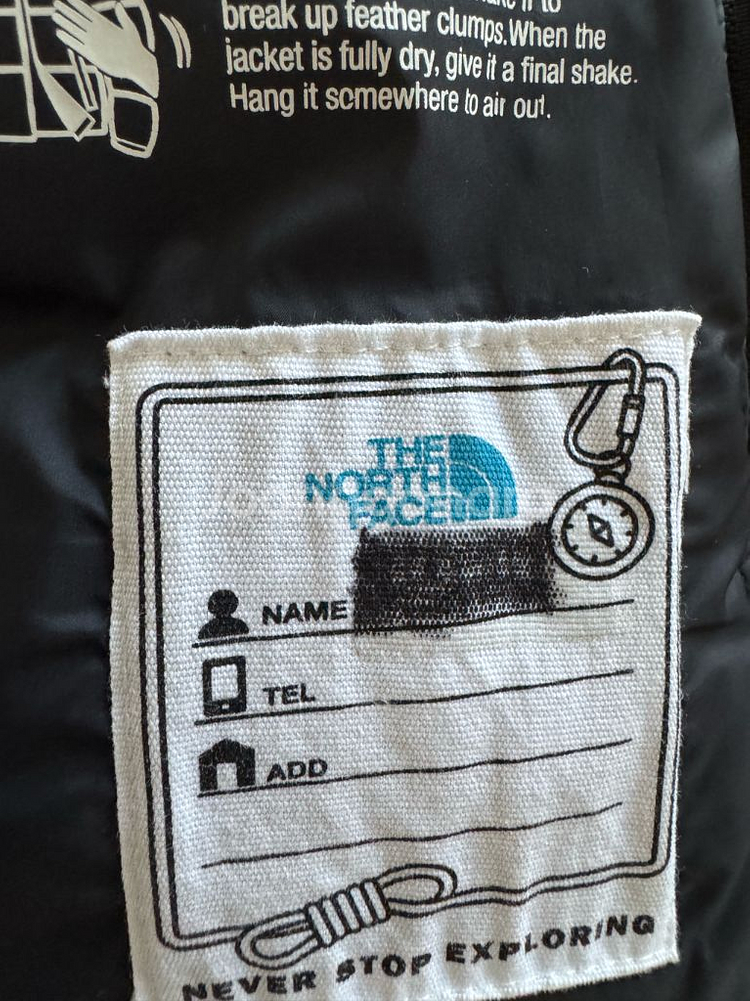 break up feather clumps.When the
jacket is fully dry, give it a final shake.
Hang it somewhere to air out.
THE
NORTH
FACE
NAME
TEL
ADD
NEVER STOP EXPLORING